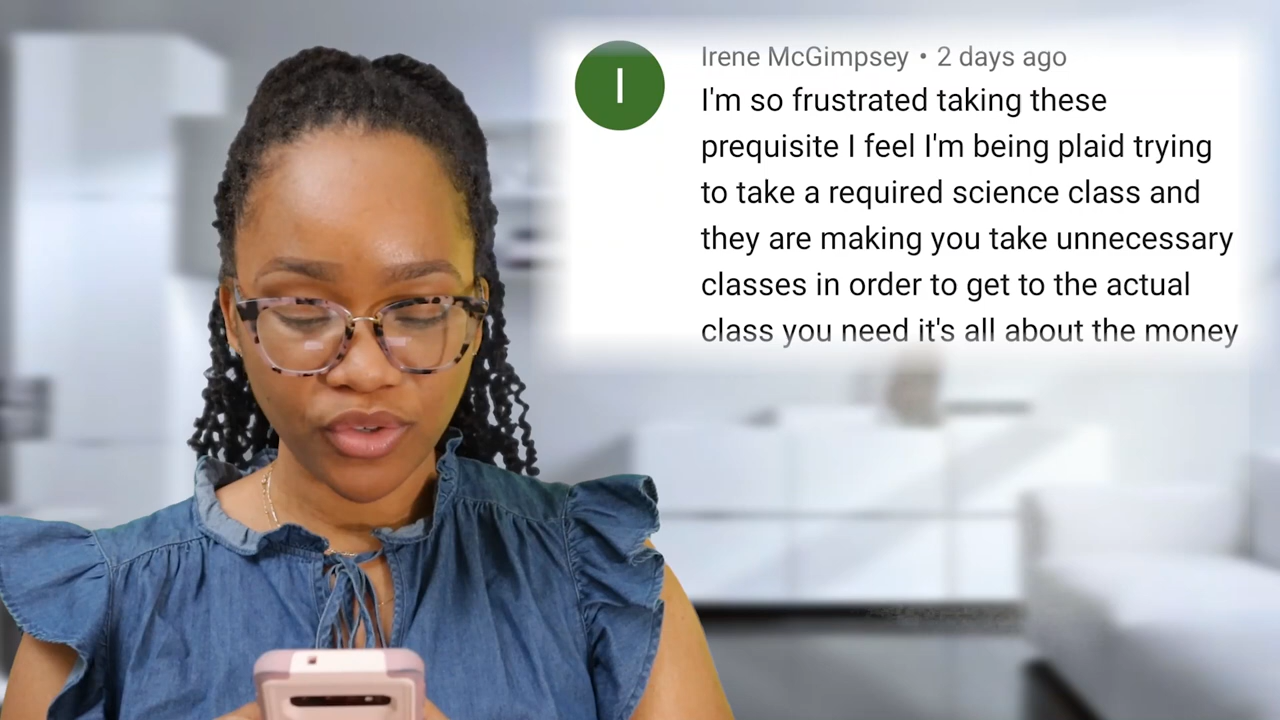 I
Irene McGimpsey • 2 days ago
I'm so frustrated taking these
prequisite I feel I'm being plaid trying
to take a required science class and
they are making you take unnecessary
classes in order to get to the actual
class you need it's all about the money